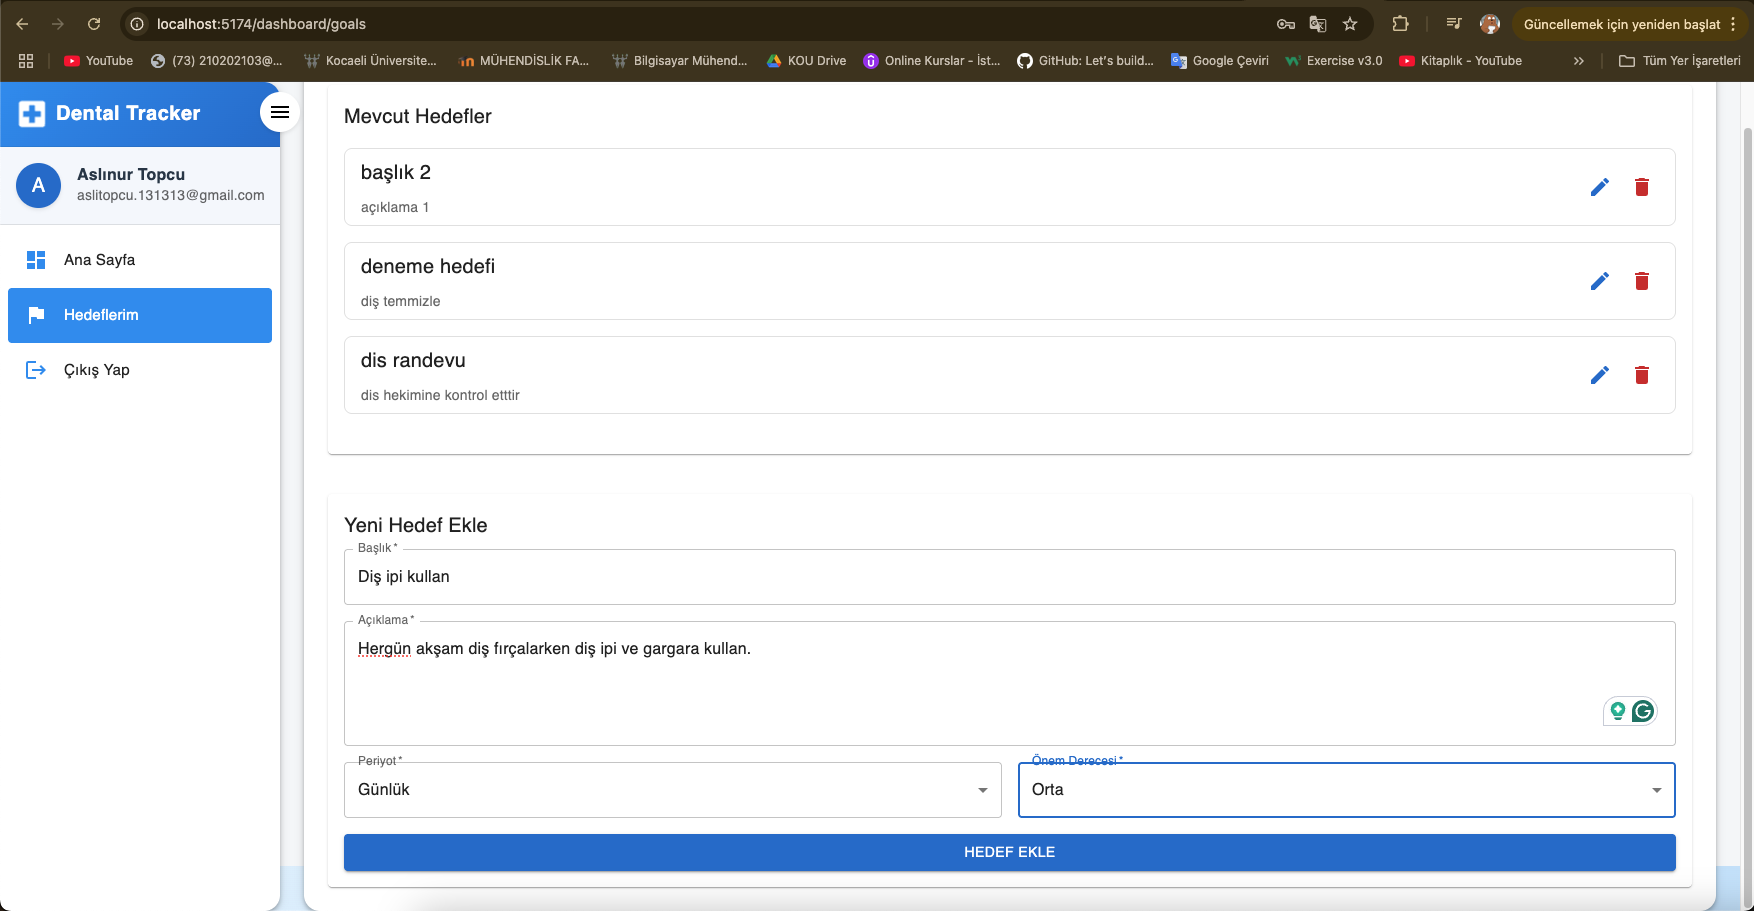 localhost:5174/dashboard/goals
Güncellemek için yeniden başlat
YouTube
(73) 210202103@...
Kocaeli Üniversite...
MÜHENDİSLİK FA...
Bilgisayar Mühend...
KOU Drive
Online Kurslar - İst...
GitHub: Let's build...
Google Çeviri
Exercise v3.0
Kitaplık - YouTube
»
Tüm Yer İşaretleri
Dental Tracker
A
Aslınur Topcu
aslitopcu.131313@gmail.com
Ana Sayfa
Hedeflerim
Çıkış Yap
Mevcut Hedefler
başlık 2
açıklama 1
deneme hedefi
diş temmizle
dis randevu
dis hekimine kontrol etttir
Yeni Hedef Ekle
Başlık *
Diş ipi kullan
Açıklama *
Hergün akşam diş fırçalarken diş ipi ve gargara kullan.
Periyot *
Günlük
Önem Derecesi *
Orta
HEDEF EKLE